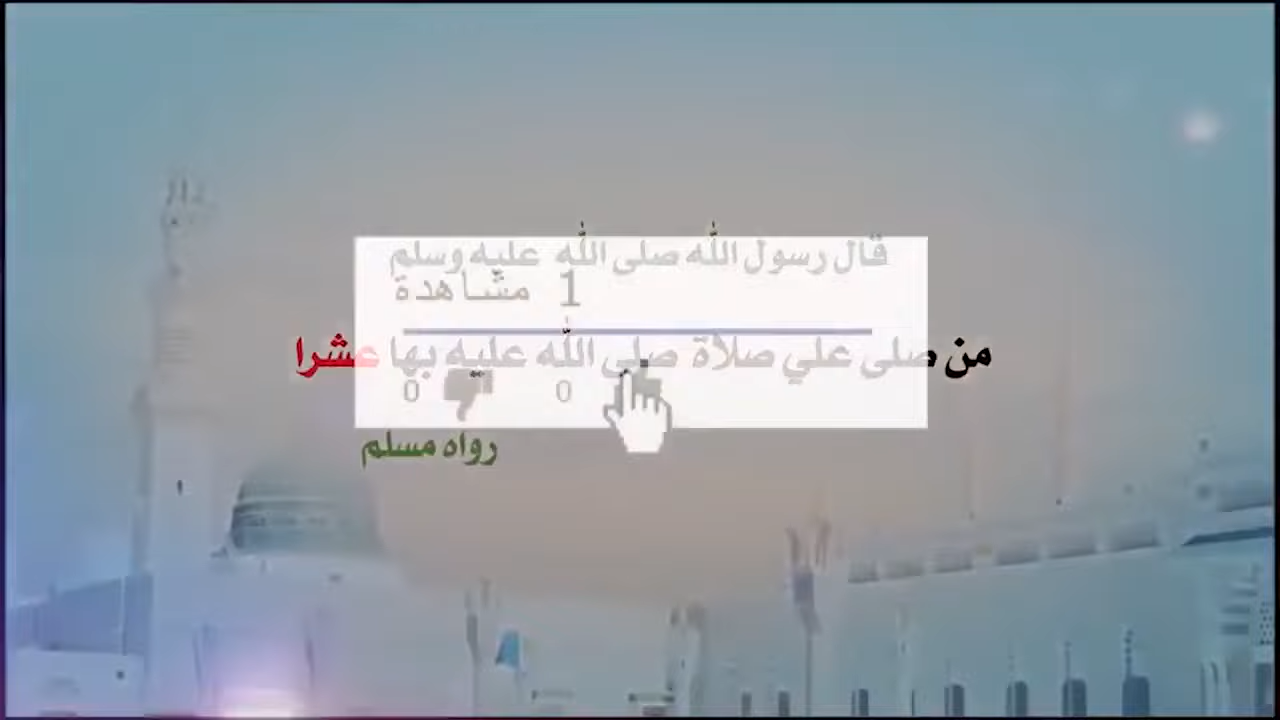 قال رسول الله صلى الله عليه وسلم
1 مشاهدة
من صلى علي صلاة صلى الله عليه بها عشرا
0 0
رواه مسلم